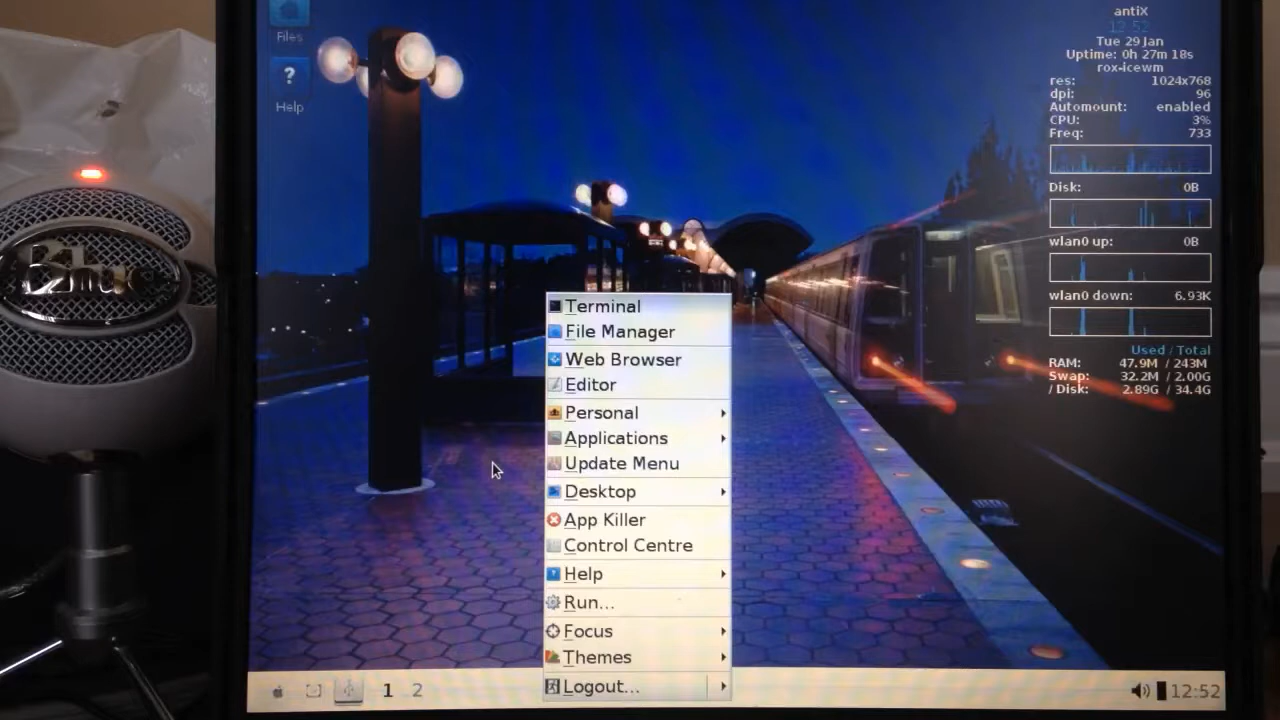 Files
?
Help
Blue
antiX
12:52
Tue 29 Jan
Uptime: 0h 27m 18s
rox-icewm
res: 1024x768
dpi: 96
Automount: enabled
CPU: 3%
Freq: 733
Disk: 0B
wlan0 up: 0B
wlan0 down: 6.93K
Used / Total
RAM: 47.9M / 243M
Swap: 32.2M / 2.00G
/ Disk: 2.89G / 34.4G
Terminal
File Manager
Web Browser
Editor
Personal
Applications
Update Menu
Desktop
App Killer
Control Centre
Help
Run...
Focus
Themes
Logout...
1 2
12:52